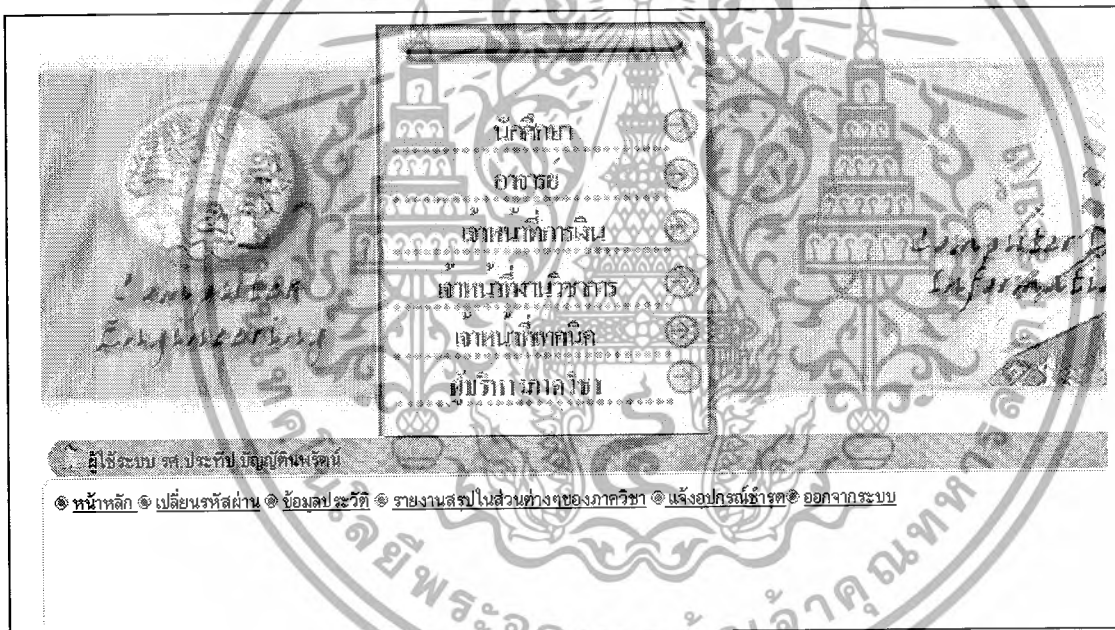 นักศึกษา
อาจารย์
เจ้าหน้าที่การเงิน
เจ้าหน้าที่งานวิชาการ
เจ้าหน้าที่เทคนิค
ผู้บริหารภาควิชา
Computer
Engineering
Computer
Informati
ผู้ใช้ระบบ รศ.ประทีป บัญญัตินพรัตน์
หน้าหลัก เปลี่ยนรหัสผ่าน ข้อมูลประวัติ รายงานสรุปในส่วนต่างๆของภาควิชา แจ้งอุปกรณ์ชำรุด ออกจากระบบ